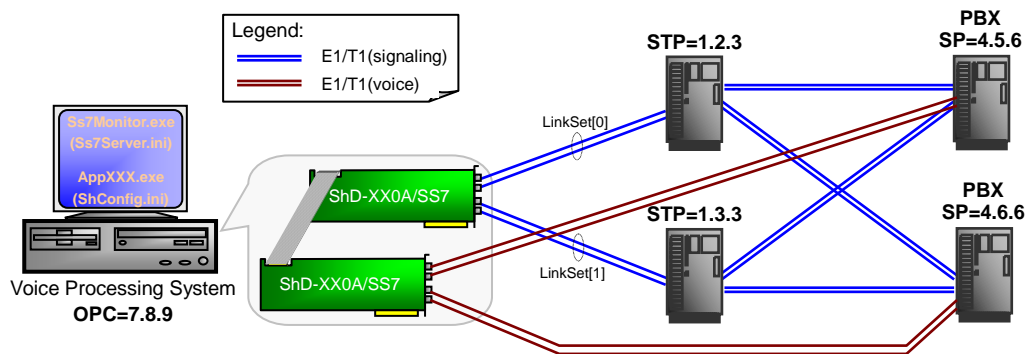 Legend:
E1/T1(signaling)
E1/T1(voice)
STP=1.2.3
PBX
SP=4.5.6
Ss7Monitor.exe
(Ss7Server.ini)
AppXXX.exe
(ShConfig.ini)
LinkSet[0]
ShD-XX0A/SS7
STP=1.3.3
PBX
SP=4.6.6
LinkSet[1]
ShD-XX0A/SS7
Voice Processing System
OPC=7.8.9